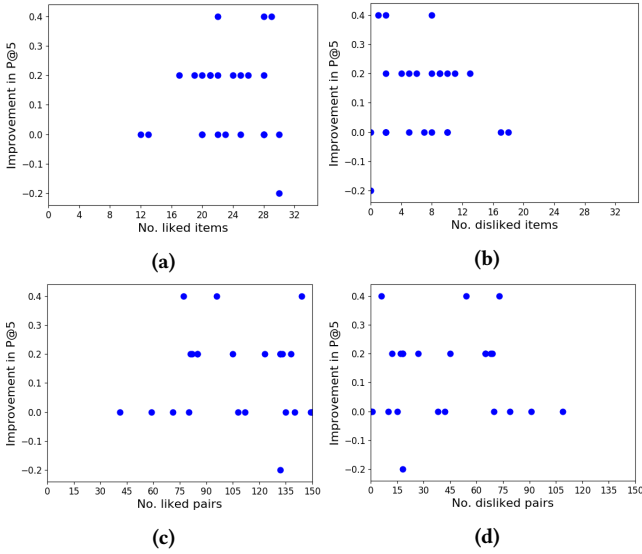 0.4
0.3
0.2
0.1
0.0
−0.1
−0.2
Improvement in P@5
0 4 8 12 16 20 24 28 32
No. liked items
(a)
0.4
0.3
0.2
0.1
0.0
−0.1
−0.2
Improvement in P@5
0 4 8 12 16 20 24 28 32
No. disliked items
(b)
0.4
0.3
0.2
0.1
0.0
−0.1
−0.2
Improvement in P@5
0 15 30 45 60 75 90 105 120 135 150
No. liked pairs
(c)
0.4
0.3
0.2
0.1
0.0
−0.1
−0.2
Improvement in P@5
0 15 30 45 60 75 90 105 120 135 150
No. disliked pairs
(d)